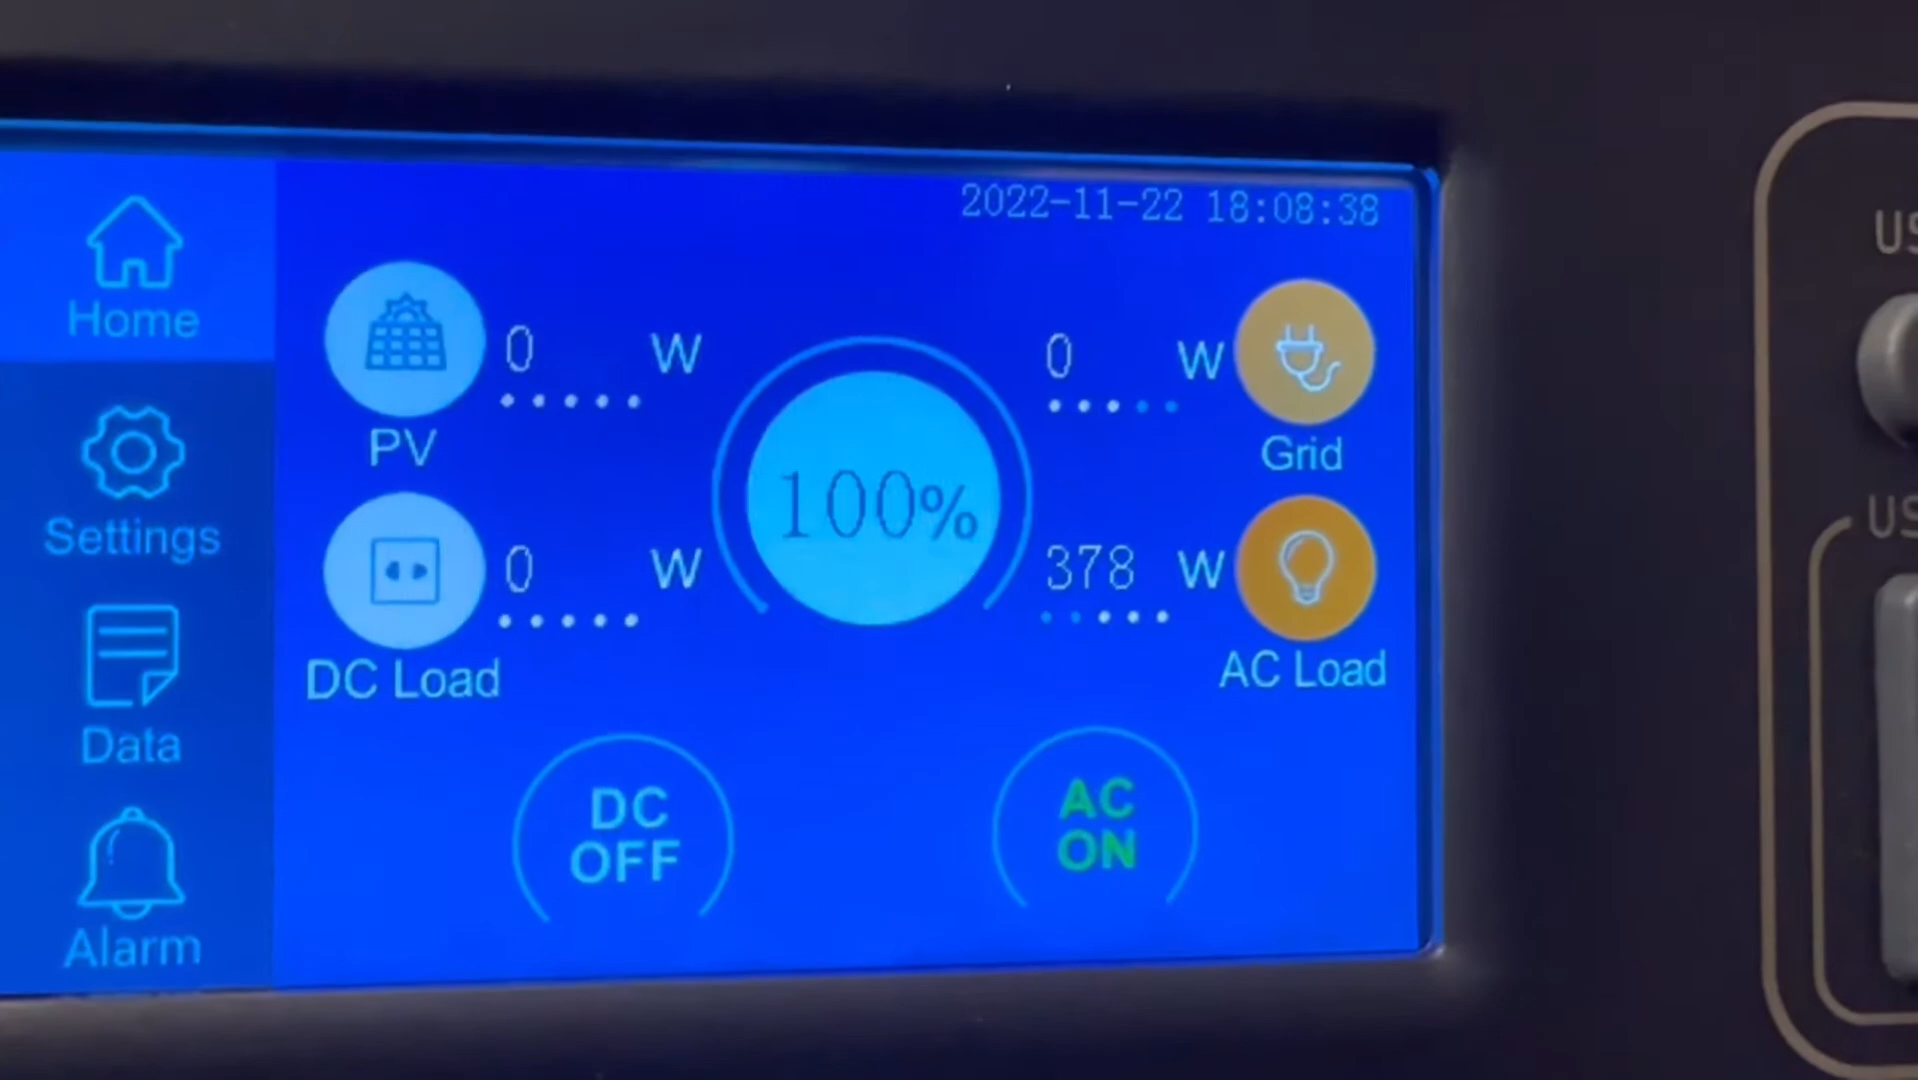 2022-11-22 18:08:38
Home
Settings
Data
Alarm
0 W
PV
0 W
Grid
100%
0 W
DC Load
378 W
AC Load
DC
OFF
AC
ON
US
US